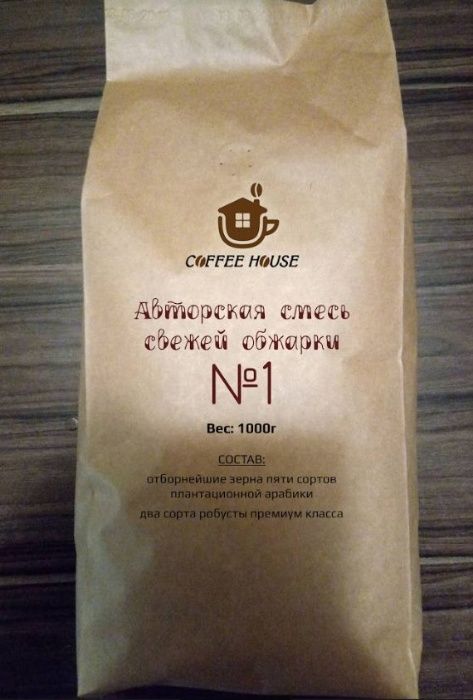 COFFEE HOUSE
Авторская смесь
свежей обжарки
№1
Вес: 1000г
СОСТАВ:
отборнейшие зерна пяти сортов
плантационной арабики
два сорта робусты премиум класса